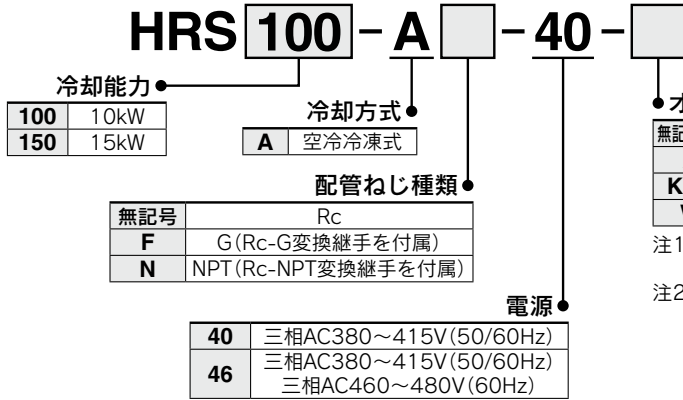 HRS 100 - A - 40 -
冷却能力
100 10kW
150 15kW
冷却方式
A 空冷冷凍式
配管ねじ種類
無記号 Rc
F G(Rc-G変換継手を付属)
N NPT(Rc-NPT変換継手を付属)
電源
40 三相AC380～415V(50/60Hz)
46 三相AC380～415V(50/60Hz)
三相AC460～480V(60Hz)
K
注1
注2